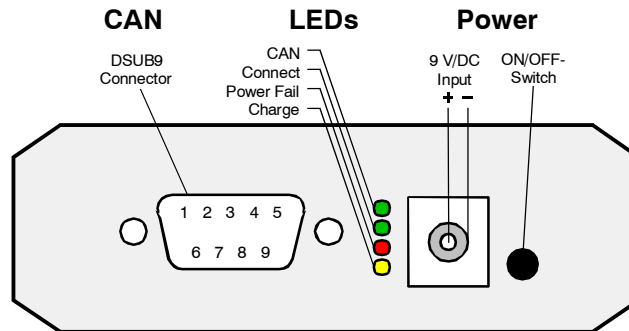 CAN LEDs Power
DSUB9
Connector
CAN
Connect
Power Fail
Charge
9 V/DC
Input
+ –
ON/OFF-
Switch
1 2 3 4 5
6 7 8 9